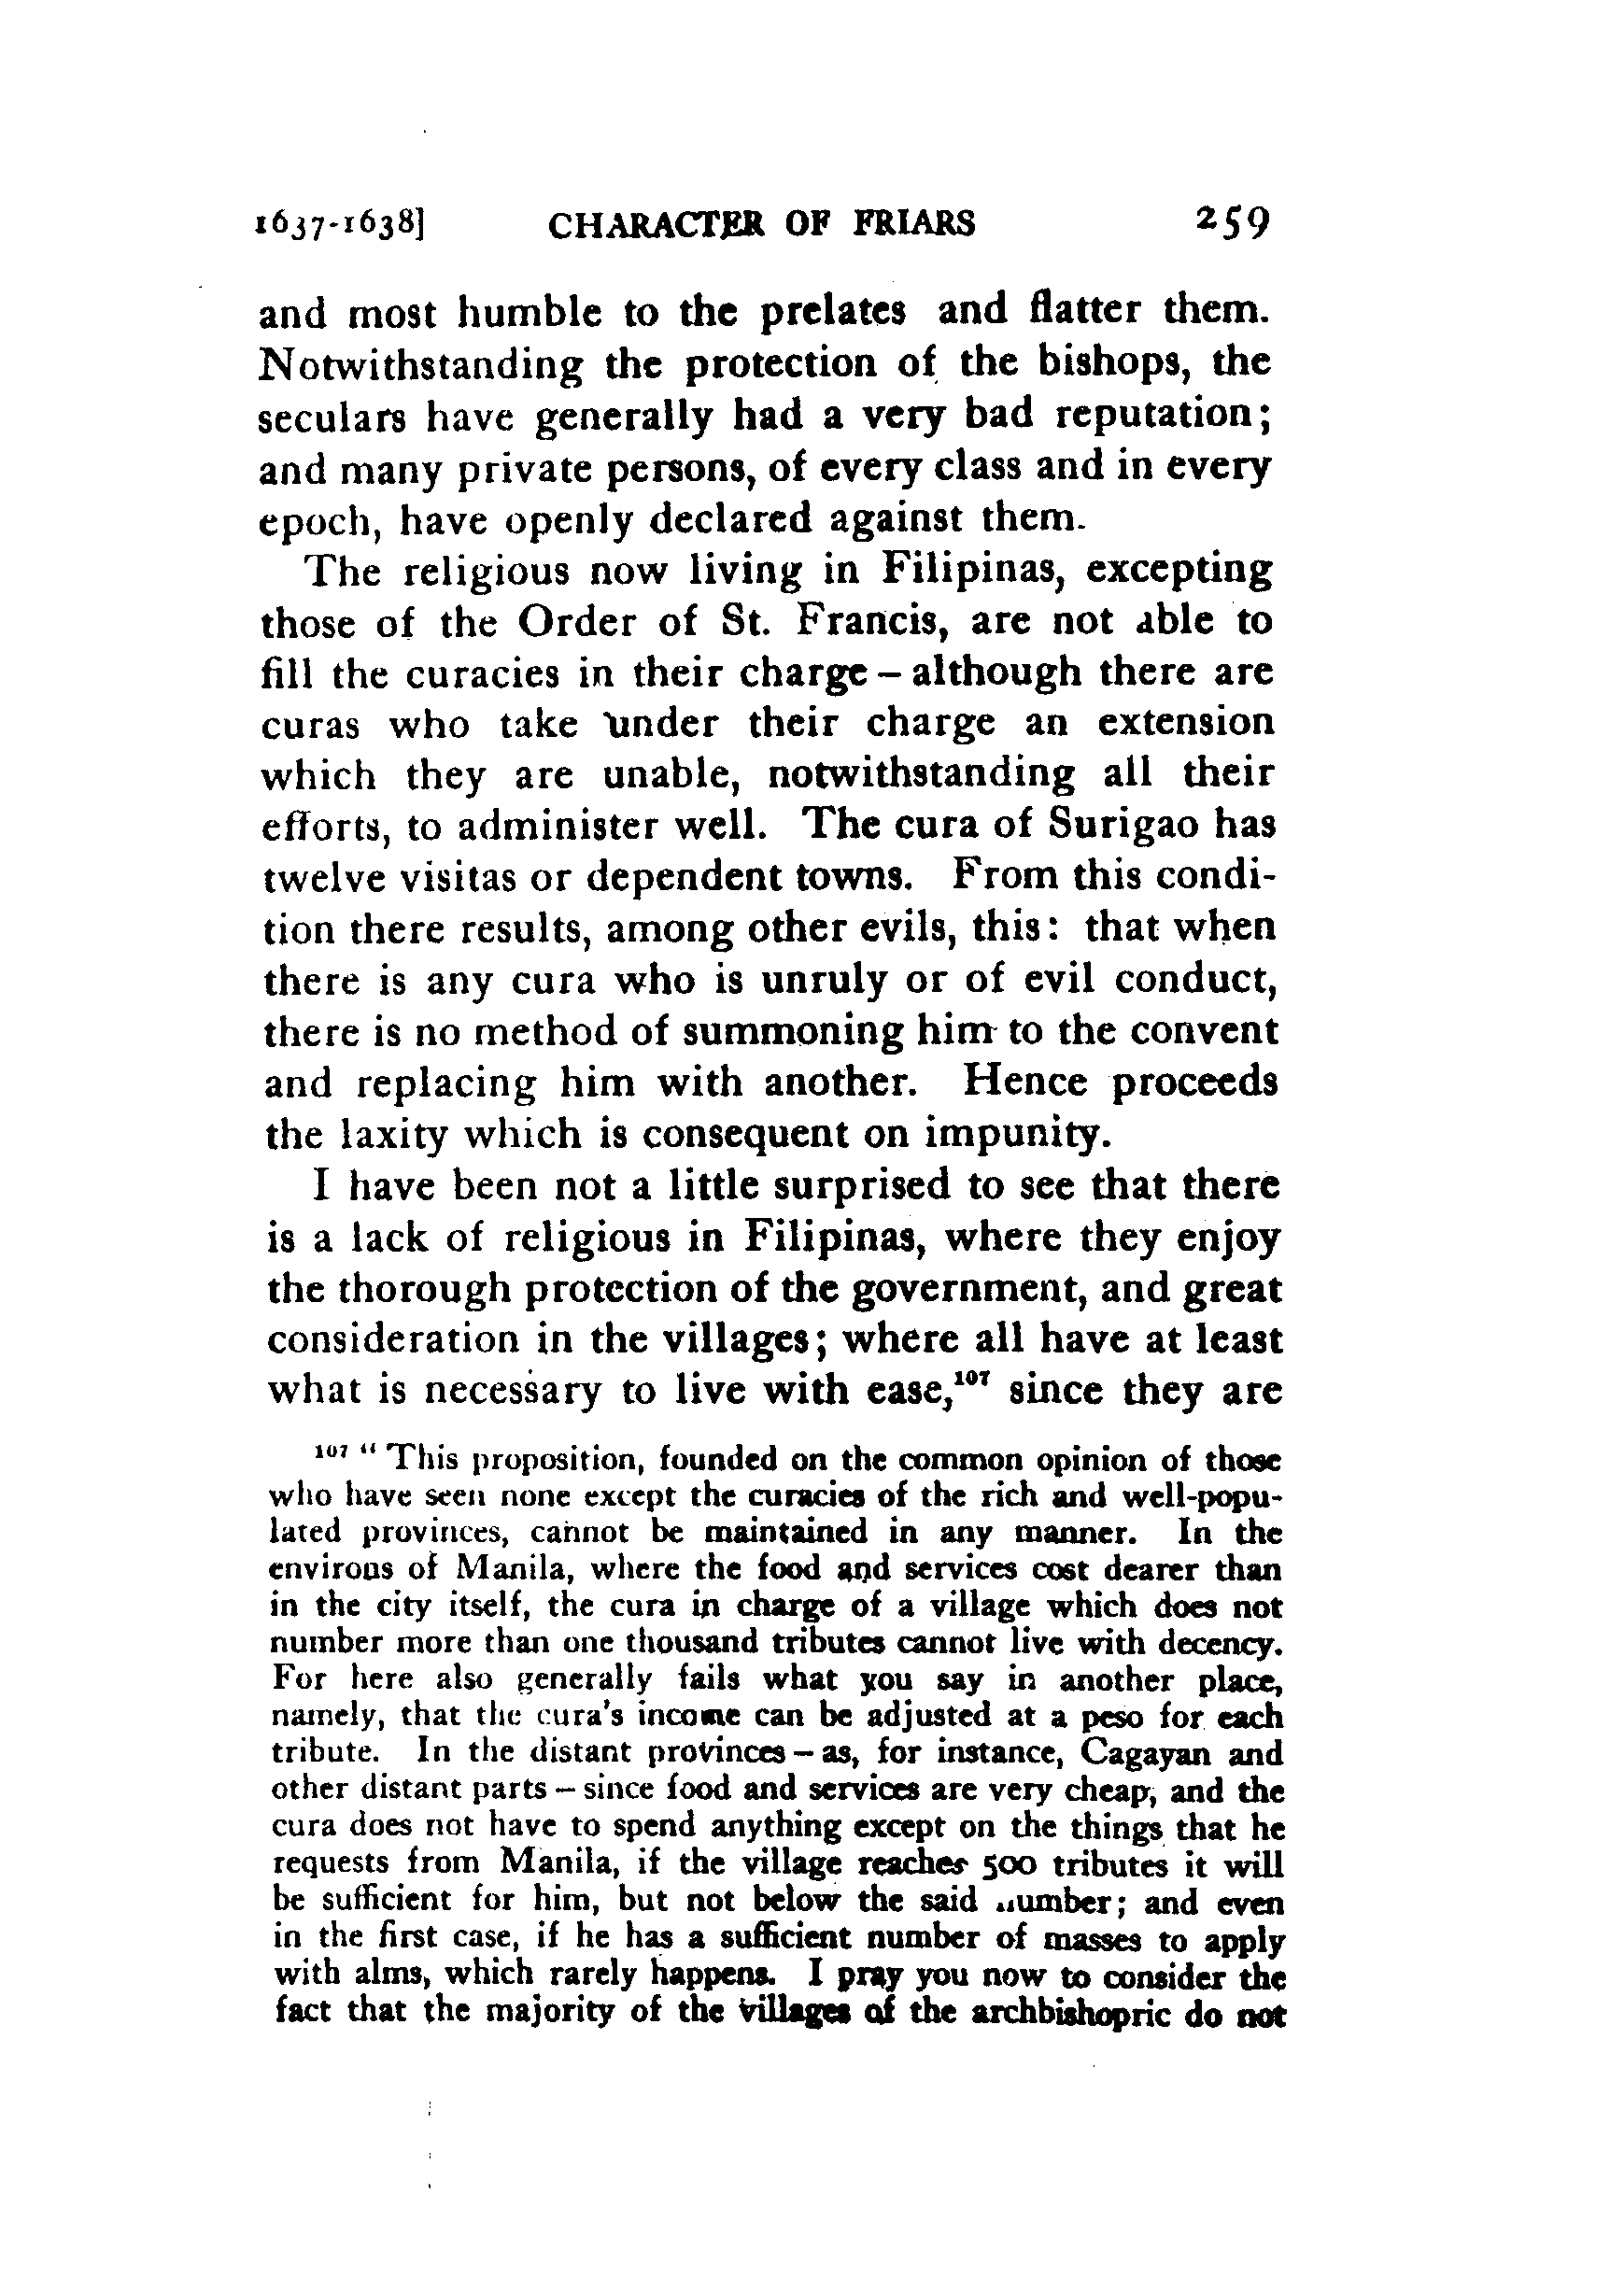 1637-1638] CHARACTER OF FRIARS 259
and most humble to the prelates and flatter them.
Notwithstanding the protection of the bishops, the
seculars have generally had a very bad reputation;
and many private persons, of every class and in every
epoch, have openly declared against them.
The religious now living in Filipinas, excepting
those of the Order of St. Francis, are not able to
fill the curacies in their charge – although there are
curas who take under their charge an extension
which they are unable, notwithstanding all their
efforts, to administer well. The cura of Surigao has
twelve visitas or dependent towns. From this condi-
tion there results, among other evils, this: that when
there is any cura who is unruly or of evil conduct,
there is no method of summoning him to the convent
and replacing him with another. Hence proceeds
the laxity which is consequent on impunity.
I have been not a little surprised to see that there
is a lack of religious in Filipinas, where they enjoy
the thorough protection of the government, and great
consideration in the villages; where all have at least
what is necessary to live with ease,107 since they are
107 "This proposition, founded on the common opinion of those
who have seen none except the curacies of the rich and well-popu-
lated provinces, cannot be maintained in any manner. In the
environs of Manila, where the food and services cost dearer than
in the city itself, the cura in charge of a village which does not
number more than one thousand tributes cannot live with decency.
For here also generally fails what you say in another place,
namely, that the cura's income can be adjusted at a peso for each
tribute. In the distant provinces – as, for instance, Cagayan and
other distant parts – since food and services are very cheap, and the
cura does not have to spend anything except on the things that he
requests from Manila, if the village reaches 500 tributes it will
be sufficient for him, but not below the said number; and even
in the first case, if he has a sufficient number of masses to apply
with alms, which rarely happens. I pray you now to consider the
fact that the majority of the villages of the archbishopric do not